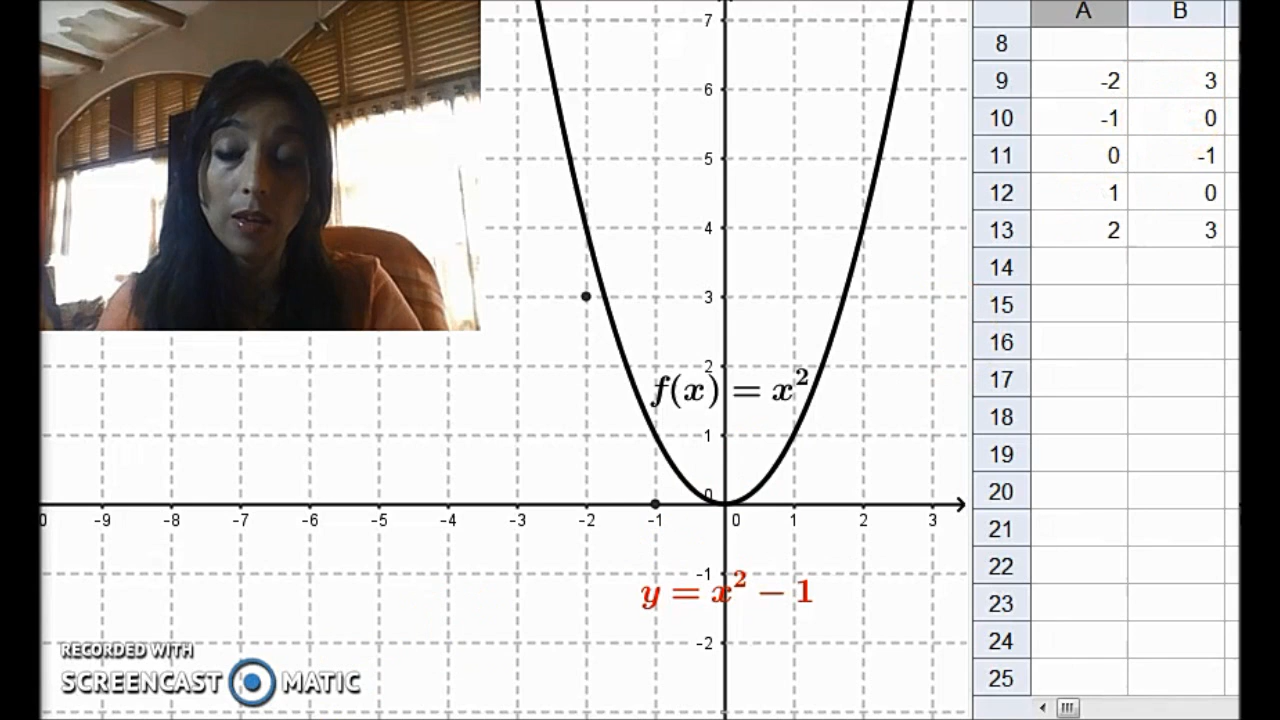 A B
8
9 -2 3
10 -1 0
11 0 -1
12 1 0
13 2 3
14
15
16
17
18
19
20
21
22
23
24
25
7
6
5
4
3
2
f(x) = x²
1
0
0 -9 -8 -7 -6 -5 -4 -3 -2 -1 0 1 2 3
-1
y = x² − 1
-2
RECORDED WITH
SCREENCAST MATIC